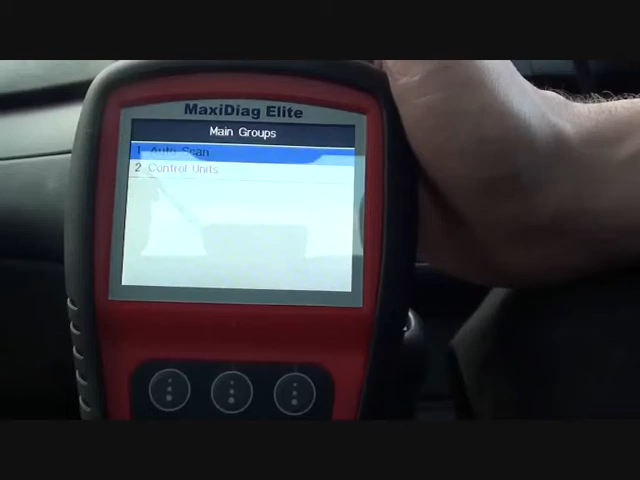 MaxiDiag Elite
Main Groups
1 Auto Scan
2 Control Units